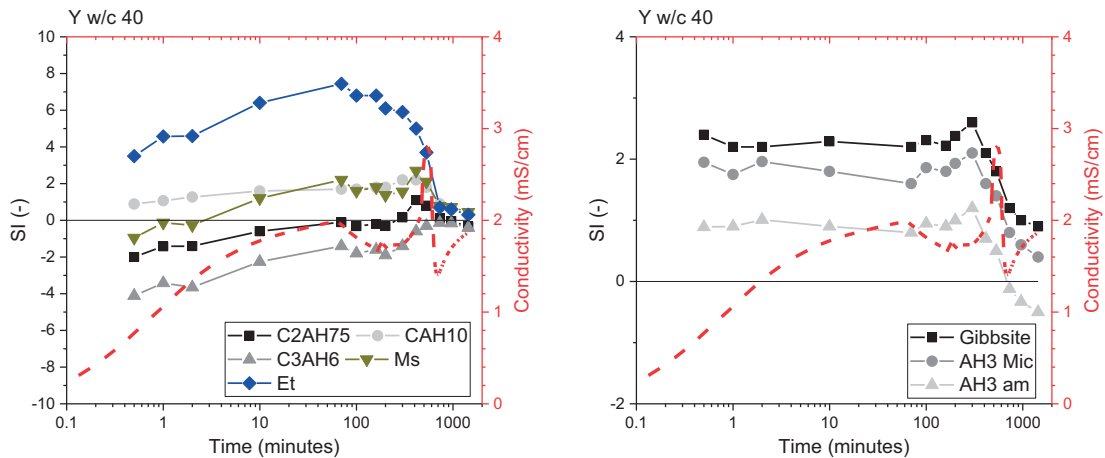 Y w/c 40
10
8
6
4
2
0
-2
-4
-6
-8
-10
SI (-)
0.1
1
10
100
1000
Time (minutes)
4
3
2
1
0
Conductivity (mS/cm)
C2AH75
CAH10
C3AH6
Ms
Et
Y w/c 40
4
2
0
-2
SI (-)
0.1
1
10
100
1000
Time (minutes)
4
3
2
1
0
Conductivity (mS/cm)
Gibbsite
AH3 Mic
AH3 am